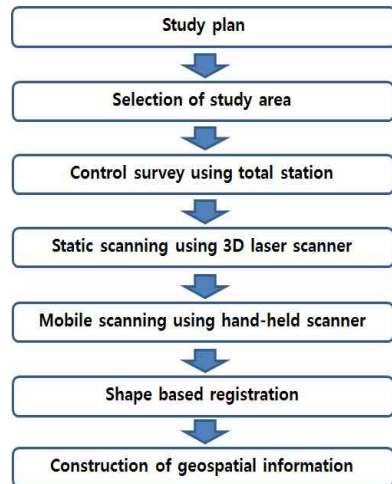 Study plan
Selection of study area
Control survey using total station
Static scanning using 3D laser scanner
Mobile scanning using hand-held scanner
Shape based registration
Construction of geospatial information